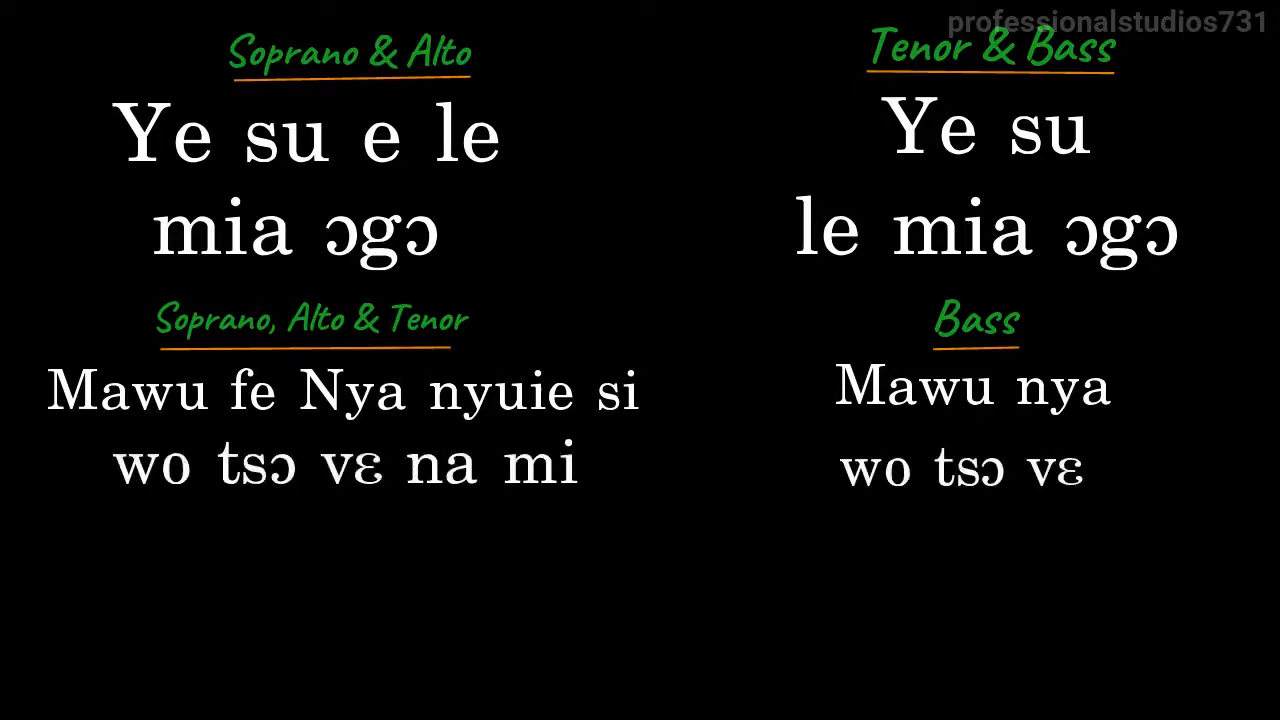 professionalstudios731
Soprano & Alto
Ye su e le
mia ɔgɔ
Tenor & Bass
Ye su
le mia ɔgɔ
Soprano, Alto & Tenor
Mawu fe Nya nyuie si
wo tsɔ vɛ na mi
Bass
Mawu nya
wo tsɔ vɛ